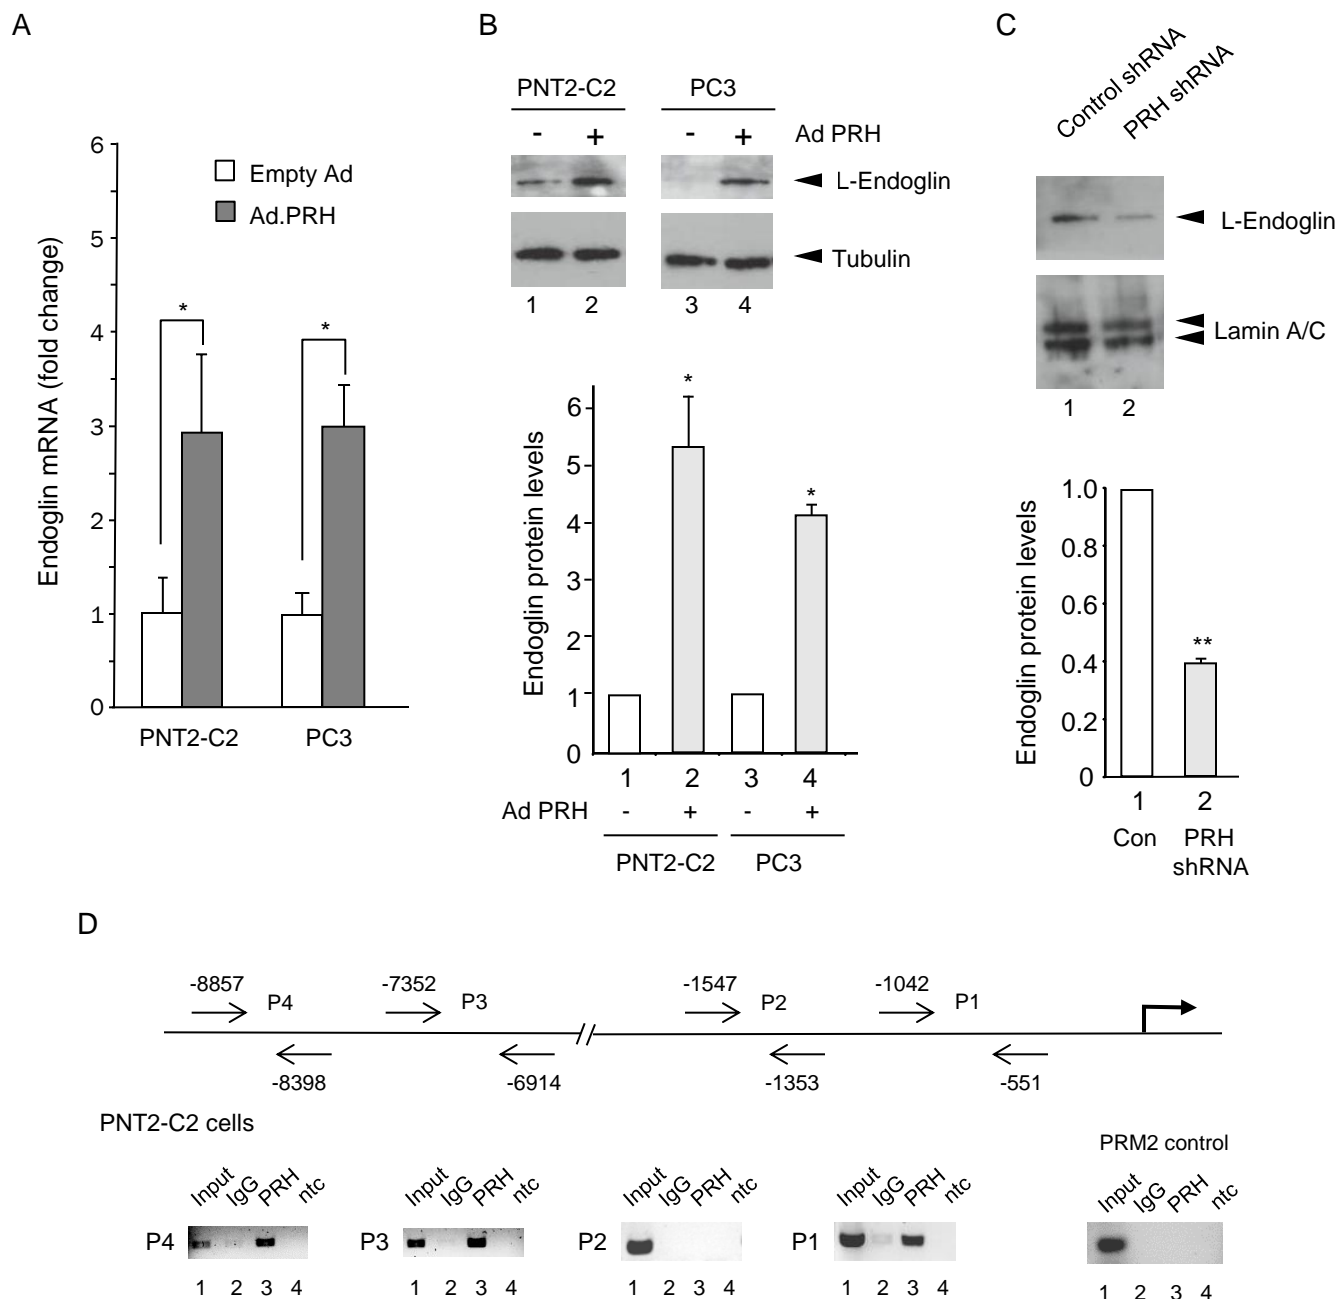 A
Endoglin mRNA (fold change)
6
5
4
3
2
1
0
Empty Ad
Ad.PRH
*
*
PNT2-C2
PC3
B
PNT2-C2
PC3
-
+
-
+
Ad PRH
L-Endoglin
Tubulin
1
2
3
4
Endoglin protein levels
6
5
4
3
2
1
0
*
*
1
2
3
4
Ad PRH
-
+
-
+
PNT2-C2
PC3
C
Control shRNA
PRH shRNA
L-Endoglin
Lamin A/C
1
2
Endoglin protein levels
1.0
0.8
0.6
0.4
0.2
0
**
1
2
Con
PRH
shRNA
D
-8857
P4
-7352
P3
-1547
P2
-1042
P1
-8398
-6914
-1353
-551
PNT2-C2 cells
PRM2 control
Input
IgG
PRH
ntc
P4
1
2
3
4
Input
IgG
PRH
ntc
P3
1
2
3
4
Input
IgG
PRH
ntc
P2
1
2
3
4
Input
IgG
PRH
ntc
P1
1
2
3
4
Input
IgG
PRH
ntc
1
2
3
4